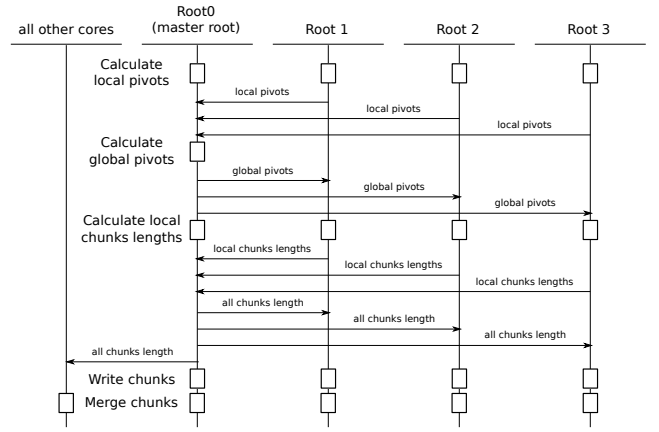 all other cores
Root0
(master root)
Root 1
Root 2
Root 3
Calculate
local pivots
local pivots
local pivots
local pivots
Calculate
global pivots
global pivots
global pivots
global pivots
Calculate local
chunks lengths
local chunks lengths
local chunks lengths
local chunks lengths
all chunks length
all chunks length
all chunks length
all chunks length
Write chunks
Merge chunks